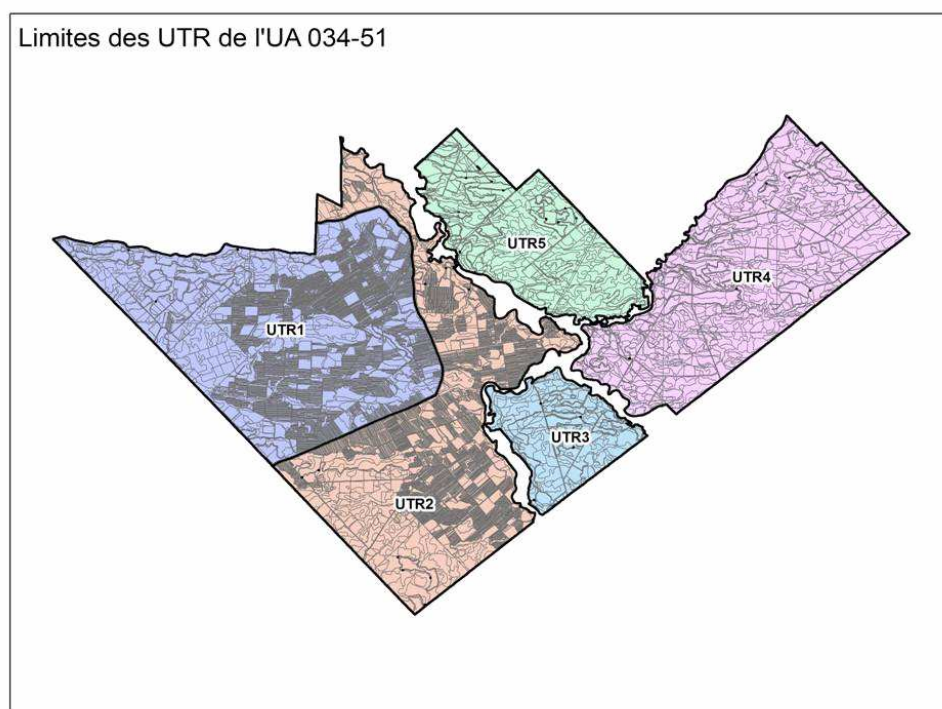 Limites des UTR de l'UA 034-51
UTR5
UTR4
UTR1
UTR3
UTR2